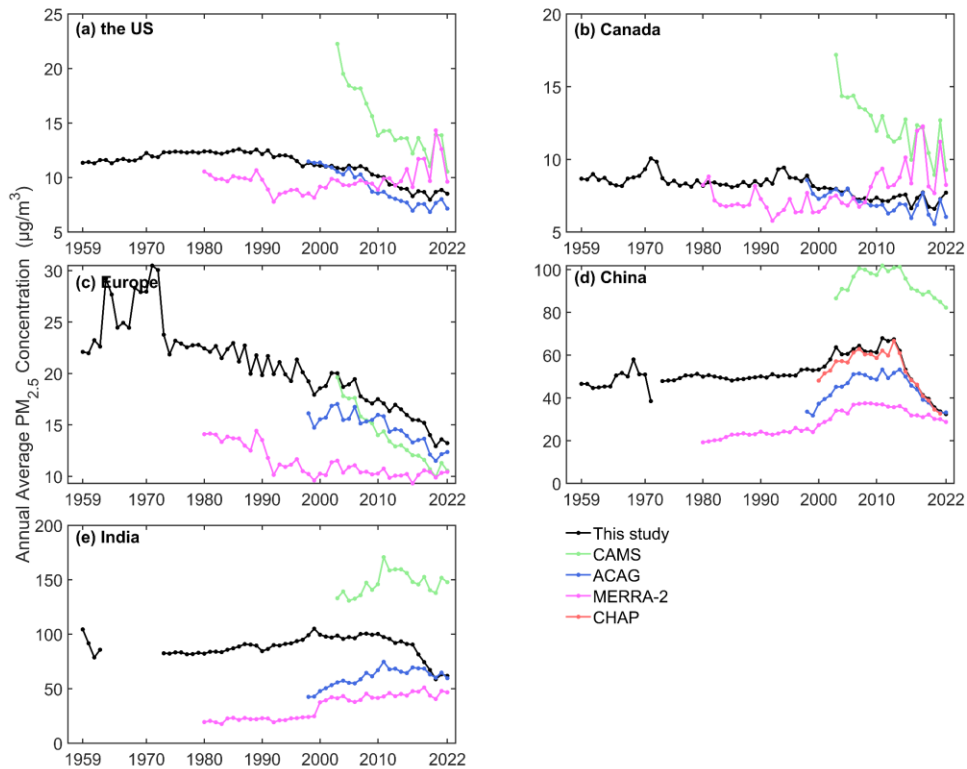 Annual Average PM2.5 Concentration (μg/m3)
(a) the US
25
20
15
10
5
1959 1970 1980 1990 2000 2010 2022
(b) Canada
20
15
10
5
1959 1970 1980 1990 2000 2010 2022
(c) Europe
30
25
20
15
10
1959 1970 1980 1990 2000 2010 2022
(d) China
100
80
60
40
20
0
1959 1970 1980 1990 2000 2010 2022
(e) India
200
150
100
50
0
1959 1970 1980 1990 2000 2010 2022
This study
CAMS
ACAG
MERRA-2
CHAP